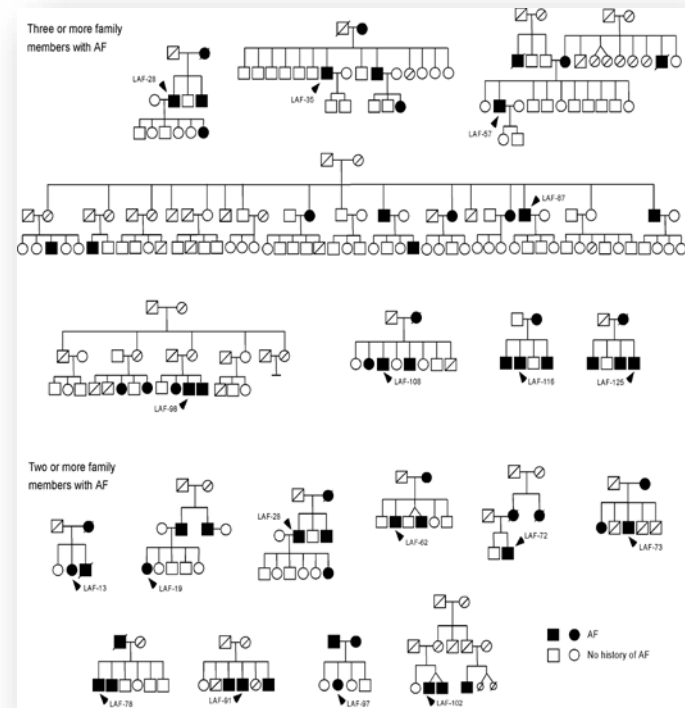 Three or more family
members with AF
LAF-28
LAF-35
LAF-57
LAF-87
LAF-98
LAF-108
LAF-116
LAF-125
Two or more family
members with AF
LAF-28
LAF-13
LAF-19
LAF-62
LAF-72
LAF-73
LAF-78
LAF-91
LAF-97
LAF-102
AF
No history of AF